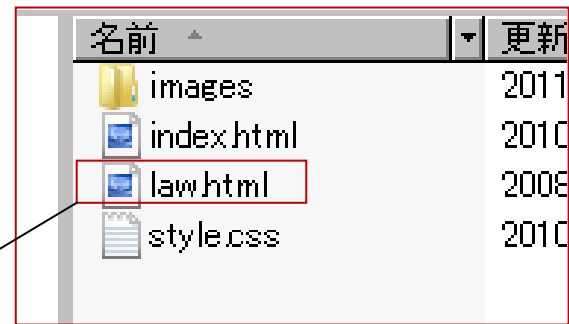 名前 更新
images 2011
index.html 2010
law.html 2008
style.css 2010